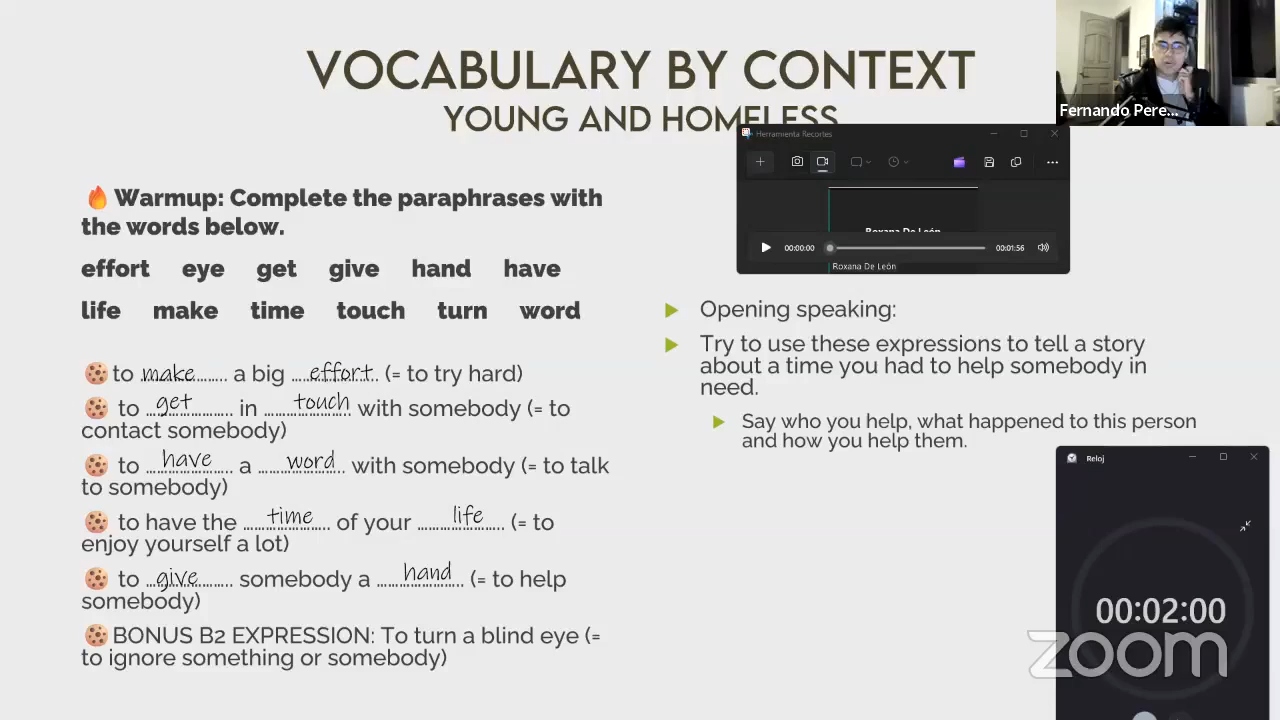 VOCABULARY BY CONTEXT
YOUNG AND HOMELESS
Fernando Pere...
Herramienta Recortes
00:00:00
00:01:56
Roxana De León
Roxana De León
🔥 Warmup: Complete the paraphrases with
the words below.
effort eye get give hand have
life make time touch turn word
🍪 to make a big effort (= to try hard)
🍪 to get in touch with somebody (= to
contact somebody)
🍪 to have a word with somebody (= to talk
to somebody)
🍪 to have the time of your life (= to
enjoy yourself a lot)
🍪 to give somebody a hand (= to help
somebody)
🍪 BONUS B2 EXPRESSION: To turn a blind eye (=
to ignore something or somebody)
Opening speaking:
Try to use these expressions to tell a story
about a time you had to help somebody in
need.
Say who you help, what happened to this person
and how you help them.
Reloj
00:02:00
zoom